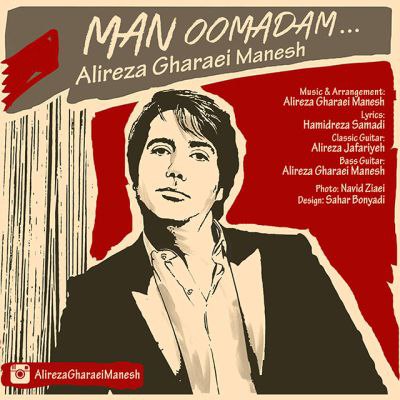 MAN OOMADAM...
Alireza Gharaei Manesh
Music & Arrangement:
Alireza Gharaei Manesh
Lyrics:
Hamidreza Samadi
Classic Guitar:
Alireza Jafariyeh
Bass Guitar:
Alireza Gharaei Manesh
Photo: Navid Ziaei
Design: Sahar Bonyadi
AlirezaGharaeiManesh